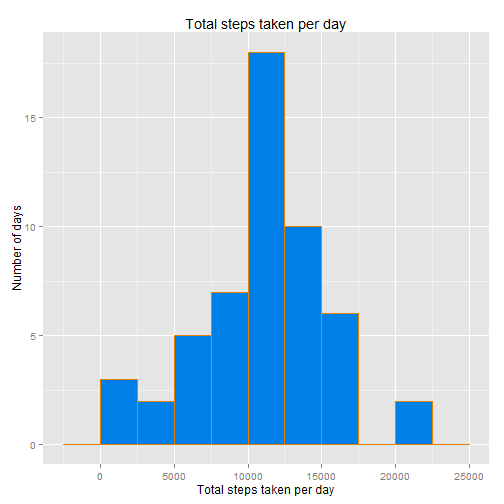 Total steps taken per day
Number of days
15
10
5
0
0 5000 10000 15000 20000 25000
Total steps taken per day